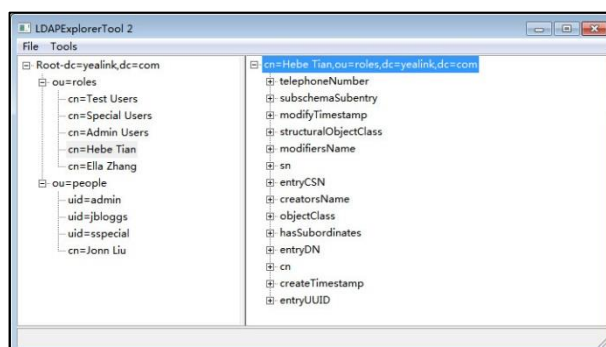 LDAPExplorerTool 2
File Tools
Root-dc=yealink,dc=com
ou=roles
cn=Test Users
cn=Special Users
cn=Admin Users
cn=Hebe Tian
cn=Ella Zhang
ou=people
uid=admin
uid=jbloggs
uid=sspecial
cn=Jonn Liu
cn=Hebe Tian,ou=roles,dc=yealink,dc=com
telephoneNumber
subschemaSubentry
modifyTimestamp
structuralObjectClass
modifiersName
sn
entryCSN
creatorsName
objectClass
hasSubordinates
entryDN
cn
createTimestamp
entryUUID